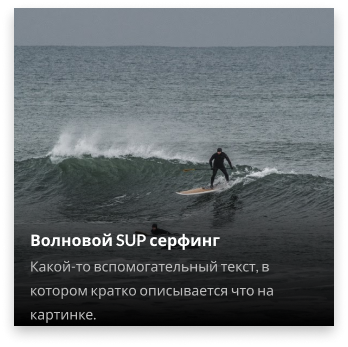 Волновой SUP серфинг
Какой-то вспомогательный текст, в
котором кратко описывается что на
картинке.